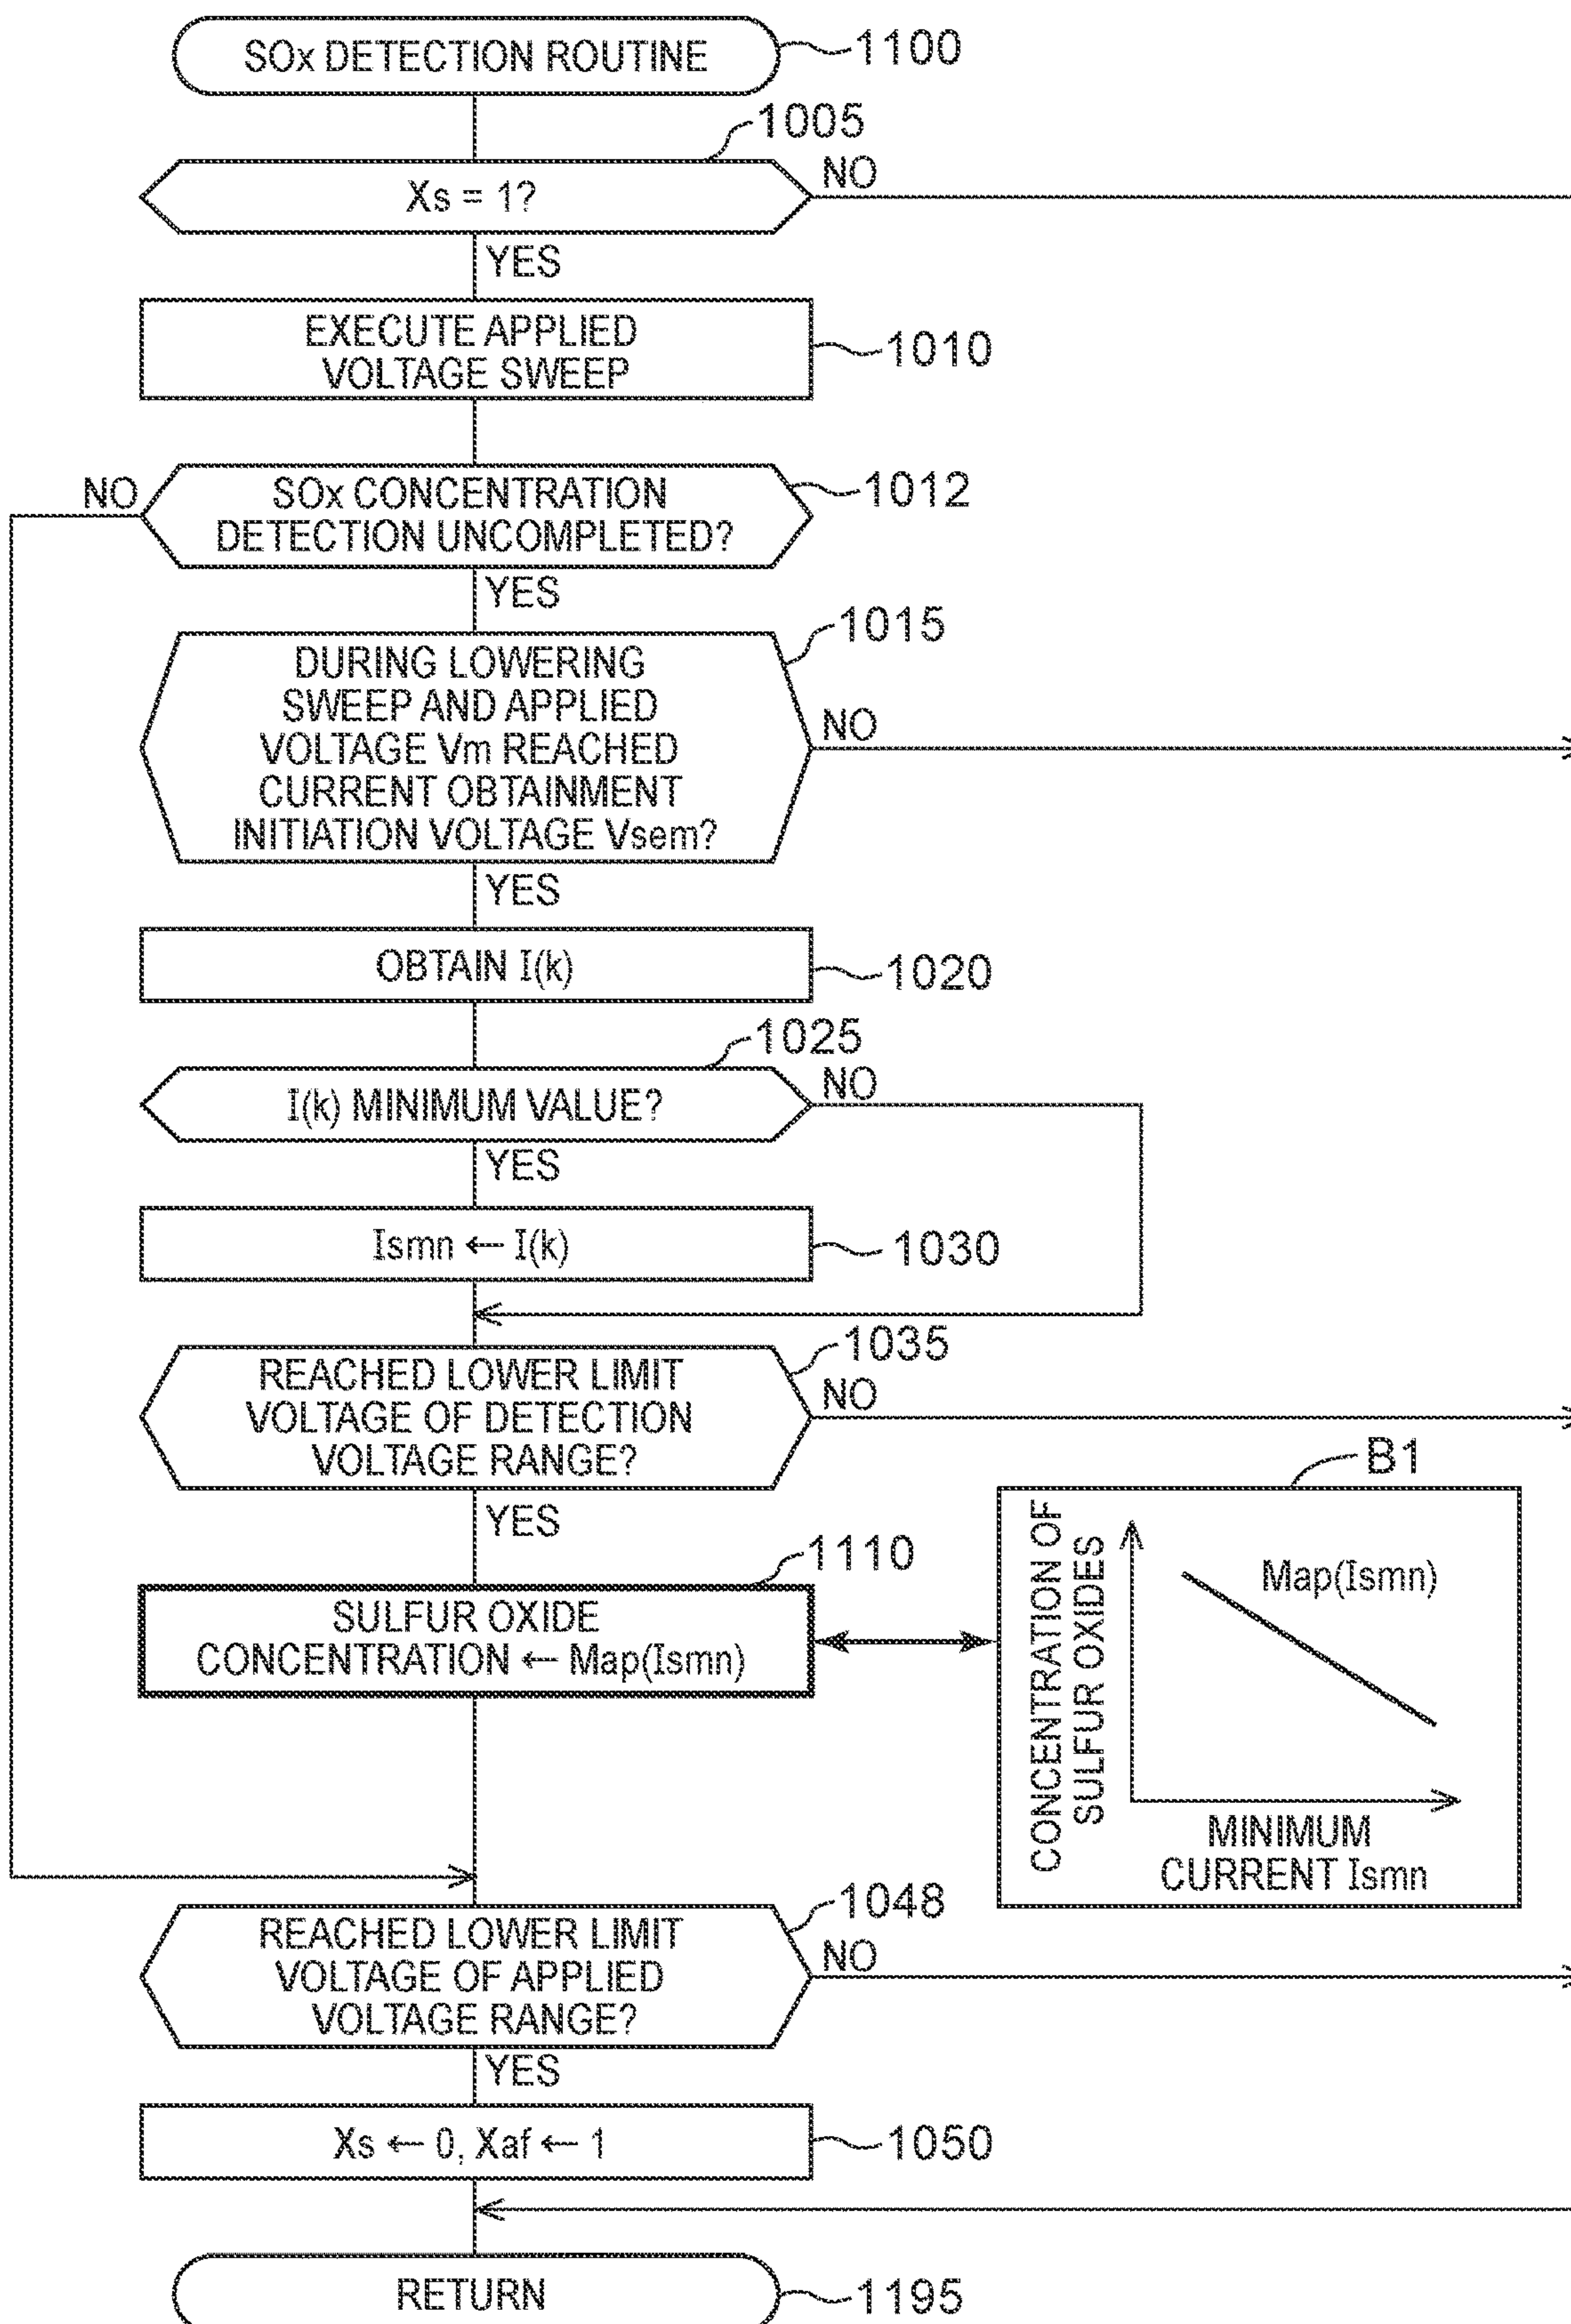 SOx DETECTION ROUTINE
1100
1005
Xs = 1?
NO
YES
EXECUTE APPLIED
VOLTAGE SWEEP
1010
NO
SOx CONCENTRATION
DETECTION UNCOMPLETED?
1012
YES
1015
DURING LOWERING
SWEEP AND APPLIED
VOLTAGE Vm REACHED
CURRENT OBTAINMENT
INITIATION VOLTAGE Vsem?
NO
YES
OBTAIN I(k)
1020
1025
I(k) MINIMUM VALUE?
NO
YES
Ismn ← I(k)
1030
1035
REACHED LOWER LIMIT
VOLTAGE OF DETECTION
VOLTAGE RANGE?
NO
YES
1110
SULFUR OXIDE
CONCENTRATION ← Map(Ismn)
B1
CONCENTRATION OF
SULFUR OXIDES
Map(Ismn)
MINIMUM
CURRENT Ismn
1048
REACHED LOWER LIMIT
VOLTAGE OF APPLIED
VOLTAGE RANGE?
NO
YES
Xs ← 0, Xaf ← 1
1050
RETURN
1195